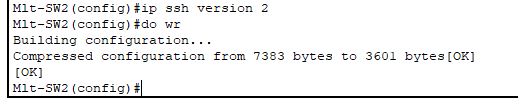 Mlt-SW2(config)#ip ssh version 2
Mlt-SW2(config)#do wr
Building configuration...
Compressed configuration from 7383 bytes to 3601 bytes[OK]
[OK]
Mlt-SW2(config)#